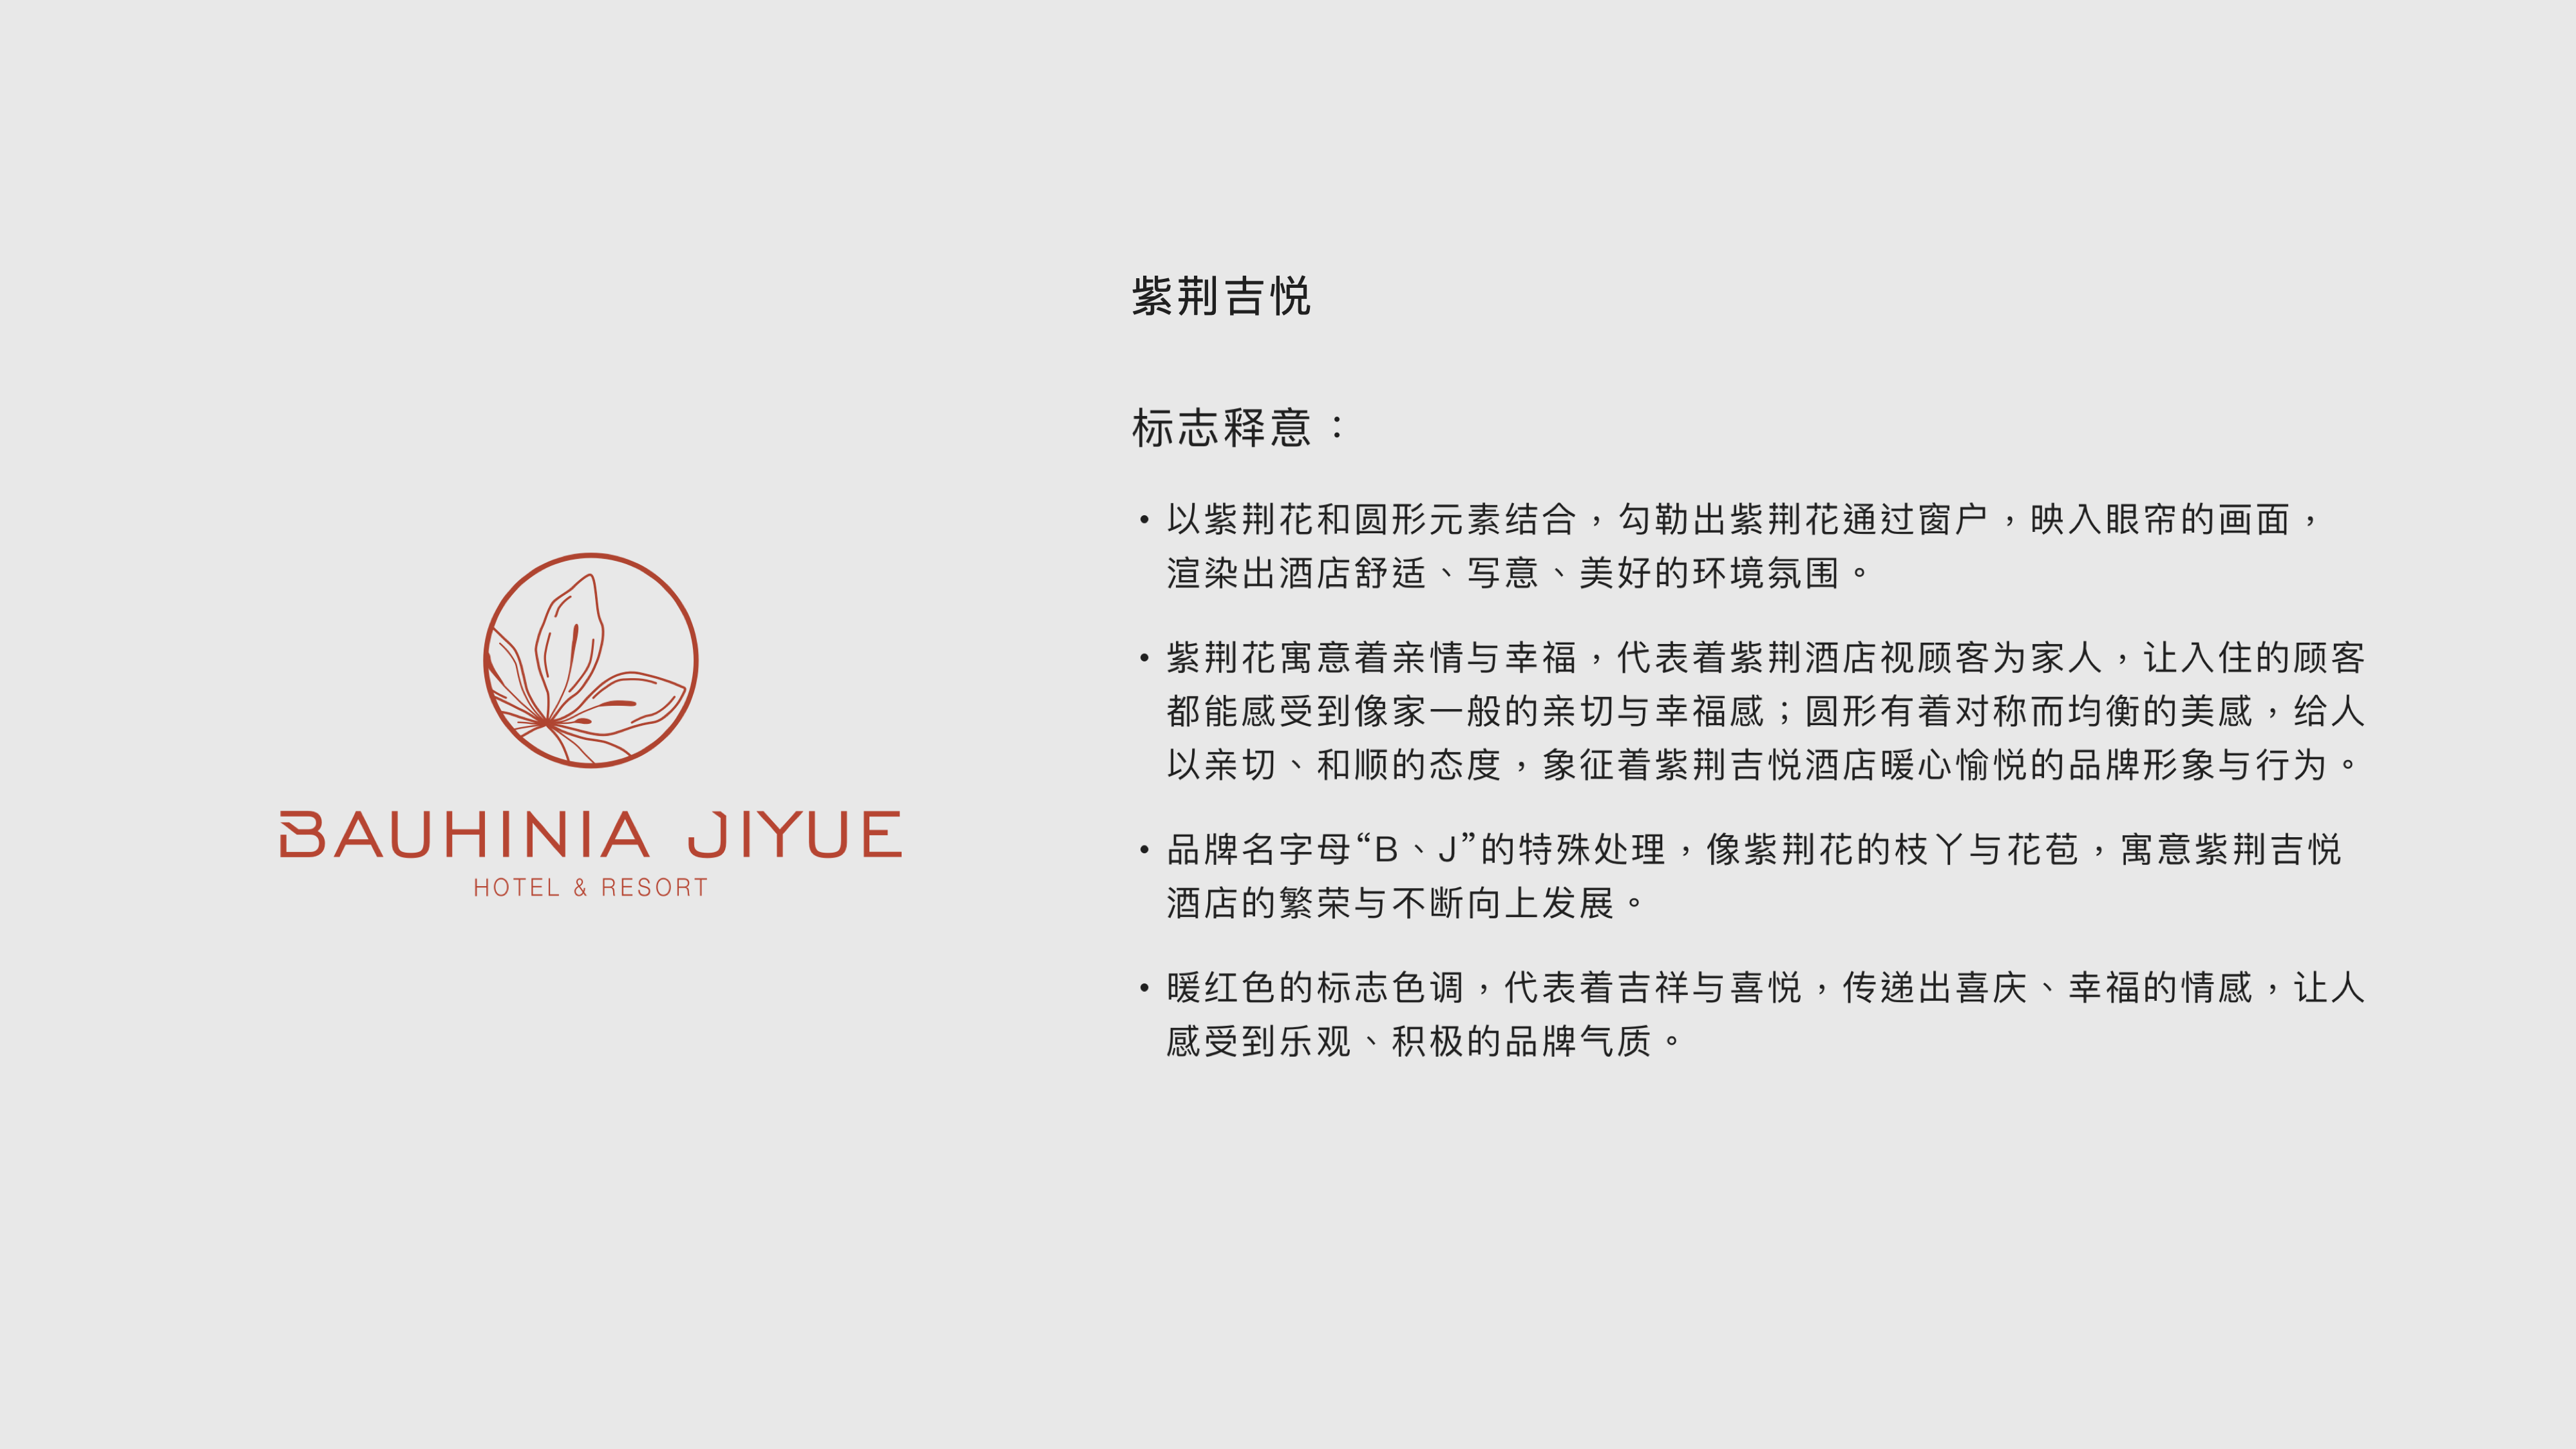 紫荆吉悦
标志释意：
• 以紫荆花和圆形元素结合，勾勒出紫荆花通过窗户，映入眼帘的画面，
渲染出酒店舒适、写意、美好的环境氛围。
• 紫荆花寓意着亲情与幸福，代表着紫荆酒店视顾客为家人，让入住的顾客
都能感受到像家一般的亲切与幸福感；圆形有着对称而均衡的美感，给人
以亲切、和顺的态度，象征着紫荆吉悦酒店暖心愉悦的品牌形象与行为。
• 品牌名字母“B、J”的特殊处理，像紫荆花的枝丫与花苞，寓意紫荆吉悦
酒店的繁荣与不断向上发展。
• 暖红色的标志色调，代表着吉祥与喜悦，传递出喜庆、幸福的情感，让人
感受到乐观、积极的品牌气质。
BAUHINIA JIYUE
HOTEL & RESORT